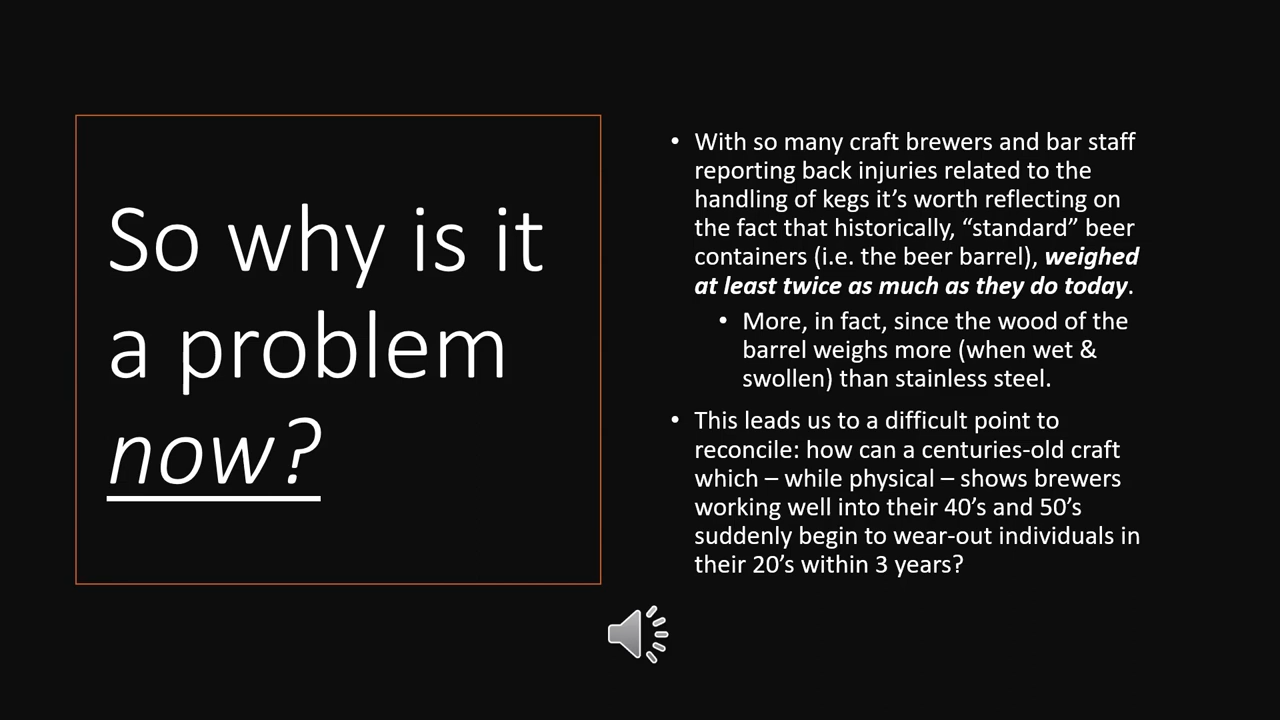 So why is it
a problem
now?
• With so many craft brewers and bar staff
reporting back injuries related to the
handling of kegs it’s worth reflecting on
the fact that historically, “standard” beer
containers (i.e. the beer barrel), weighed
at least twice as much as they do today.
• More, in fact, since the wood of the
barrel weighs more (when wet &
swollen) than stainless steel.
• This leads us to a difficult point to
reconcile: how can a centuries-old craft
which – while physical – shows brewers
working well into their 40’s and 50’s
suddenly begin to wear-out individuals in
their 20’s within 3 years?